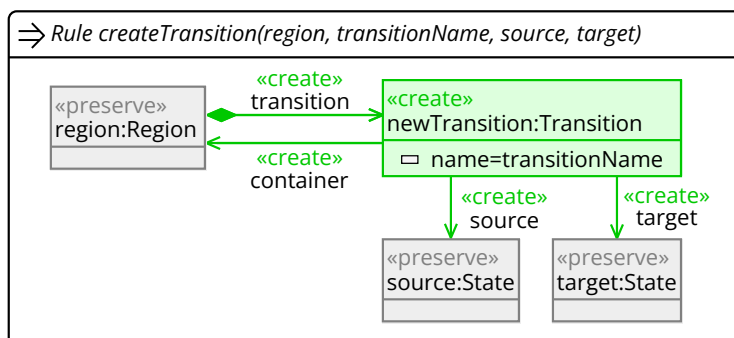 Rule createTransition(region, transitionName, source, target)
«preserve»
region:Region
«create»
transition
«create»
container
«create»
newTransition:Transition
name=transitionName
«create»
source
«create»
target
«preserve»
source:State
«preserve»
target:State